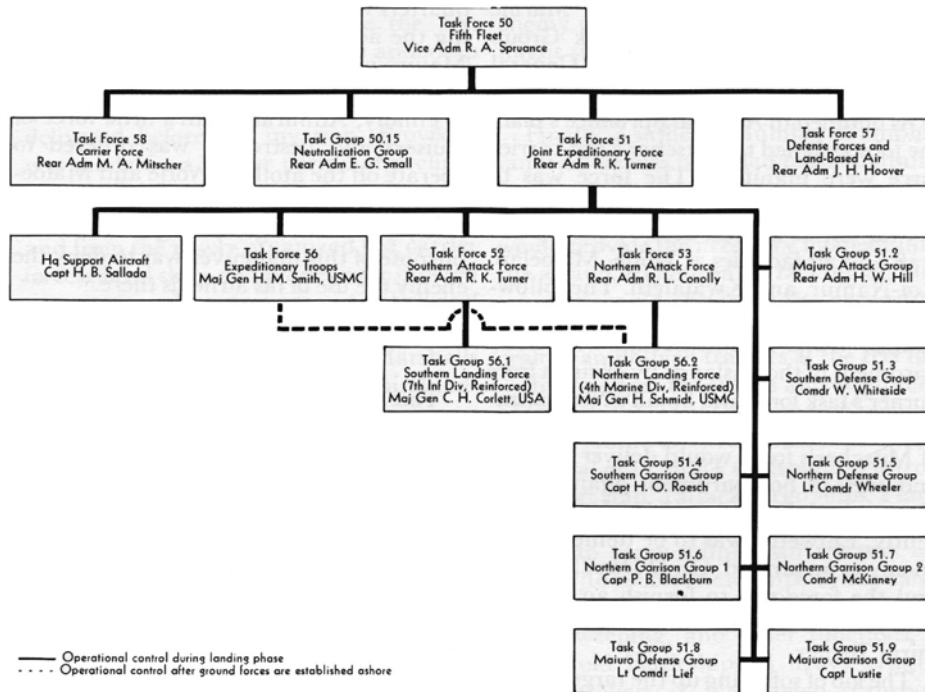 Task Force 50
Fifth Fleet
Vice Adm R. A. Spruance
Task Force 58
Carrier Force
Rear Adm M. A. Mitscher
Task Group 50.15
Neutralization Group
Rear Adm E. G. Small
Task Force 51
Joint Expeditionary Force
Rear Adm R. K. Turner
Task Force 57
Defense Forces and
Land-Based Air
Rear Adm J. H. Hoover
Hq Support Aircraft
Capt H. B. Sallada
Task Force 56
Expeditionary Troops
Maj Gen H. M. Smith, USMC
Task Force 52
Southern Attack Force
Rear Adm R. K. Turner
Task Force 53
Northern Attack Force
Rear Adm R. L. Conolly
Task Group 51.2
Majuro Attack Group
Rear Adm H. W. Hill
Task Group 56.1
Southern Landing Force
(7th Inf Div, Reinforced)
Maj Gen C. H. Corlett, USA
Task Group 56.2
Northern Landing Force
(4th Marine Div, Reinforced)
Maj Gen H. Schmidt, USMC
Task Group 51.3
Southern Defense Group
Comdr W. Whiteside
Task Group 51.4
Southern Garrison Group
Capt H. O. Roesch
Task Group 51.5
Northern Defense Group
Lt Comdr Wheeler
Task Group 51.6
Northern Garrison Group 1
Capt P. B. Blackburn
Task Group 51.7
Northern Garrison Group 2
Comdr McKinney
Task Group 51.8
Maiuro Defense Group
Lt Comdr Lief
Task Group 51.9
Majuro Garrison Group
Capt Lustie
Operational control during landing phase
Operational control after ground forces are established ashore